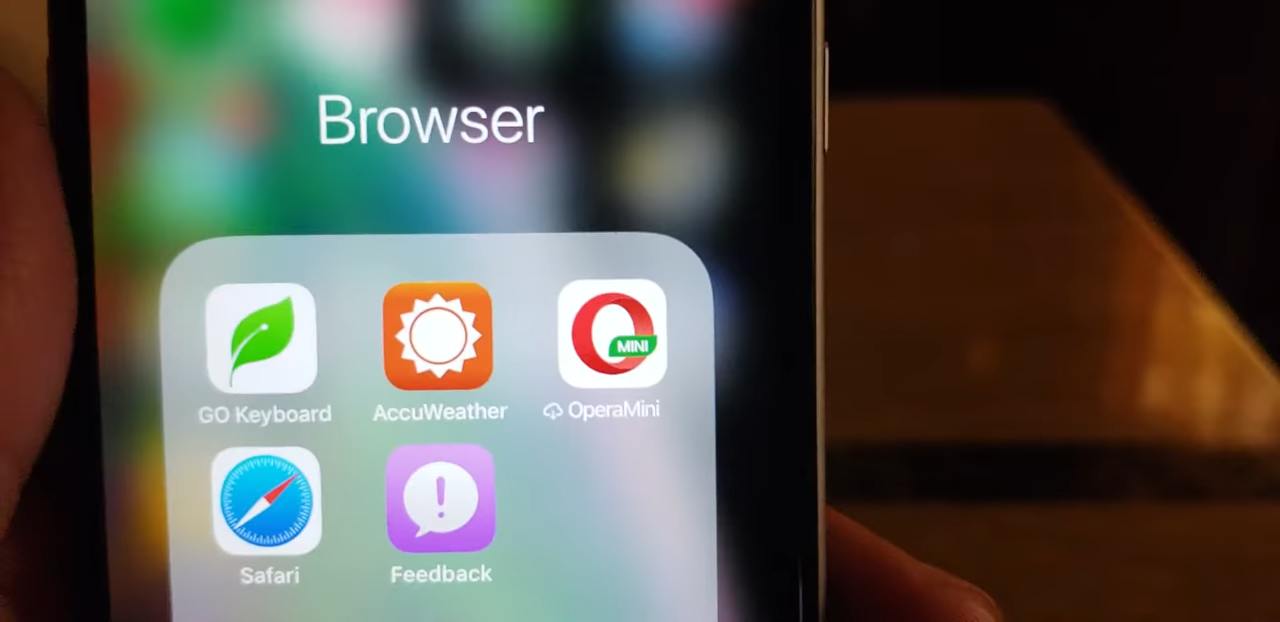 Browser
MINI
GO Keyboard
AccuWeather
OperaMini
Safari
Feedback